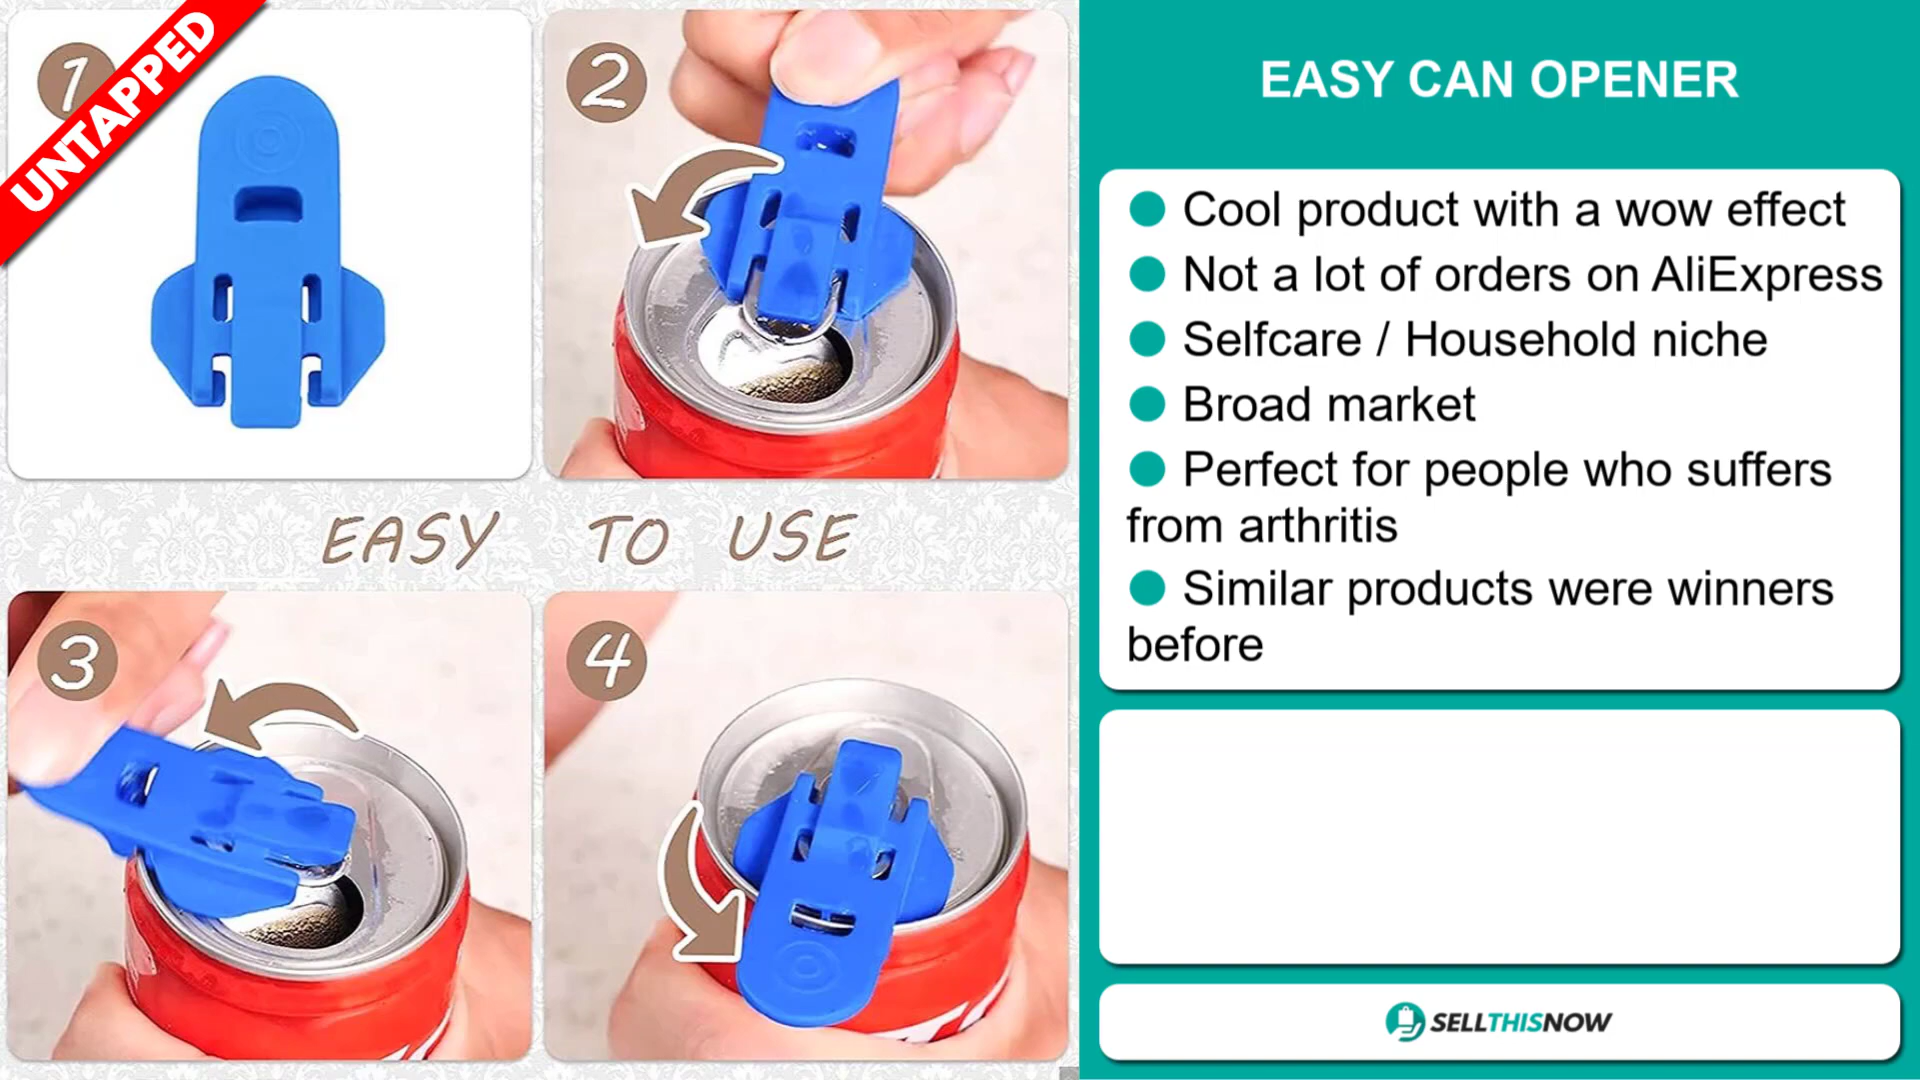 UNTAPPED
1
2
EASY TO USE
3
4
EASY CAN OPENER
Cool product with a wow effect
Not a lot of orders on AliExpress
Selfcare / Household niche
Broad market
Perfect for people who suffers
from arthritis
Similar products were winners
before
SELLTHISNOW